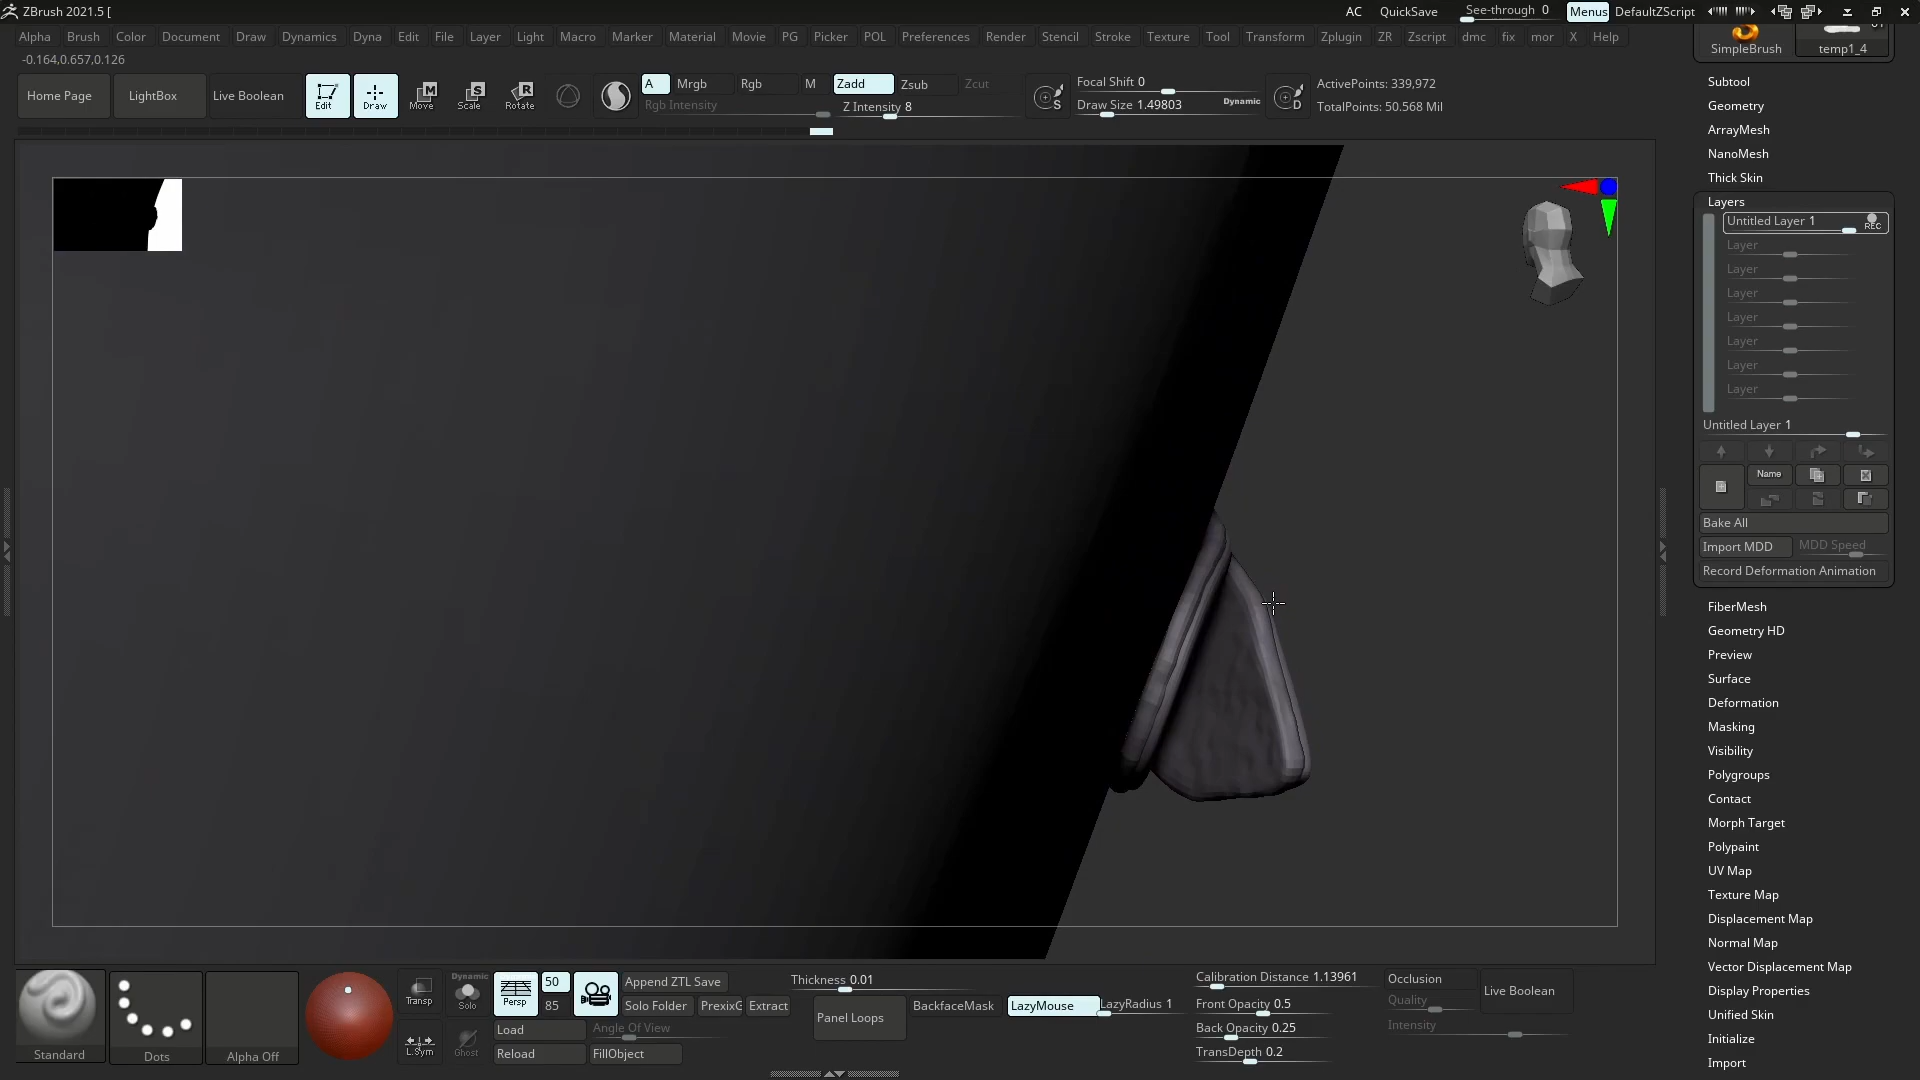 ZBrush 2021.5 [
AC QuickSave See-through 0 Menus DefaultZScript
Alpha Brush Color Document Draw Dynamics Dyna Edit File Layer Light Macro Marker Material Movie PG Picker POL Preferences Render Stencil Stroke Texture Tool Transform Zplugin ZR Zscript dmc fix mor X Help
-0.164,0.657,0.126
Home Page LightBox Live Boolean Edit Draw Move Scale Rotate
A Mrgb Rgb M Zadd Zsub Zcut
Rgb Intensity Z Intensity 8
Focal Shift 0
Draw Size 1.49803 Dynamic
ActivePoints: 339,972
TotalPoints: 50.568 Mil
SimpleBrush temp1_4
Subtool
Geometry
ArrayMesh
NanoMesh
Thick Skin
Layers
Untitled Layer 1 REC
Layer
Layer
Layer
Layer
Layer
Layer
Layer
Untitled Layer 1
Name
Bake All
Import MDD MDD Speed
Record Deformation Animation
FiberMesh
Geometry HD
Preview
Surface
Deformation
Masking
Visibility
Polygroups
Contact
Morph Target
Polypaint
UV Map
Texture Map
Displacement Map
Normal Map
Vector Displacement Map
Display Properties
Unified Skin
Initialize
Import
Standard
Dots
Alpha Off
Transp
L.Sym
Dynamic
Solo
Ghost
Persp 50
85
Append ZTL Save
Solo Folder PrexixG Extract
Load Angle Of View
Reload FillObject
Thickness 0.01
Panel Loops BackfaceMask LazyMouse LazyRadius 1
Calibration Distance 1.13961
Front Opacity 0.5
Back Opacity 0.25
TransDepth 0.2
Occlusion
Quality
Intensity
Live Boolean